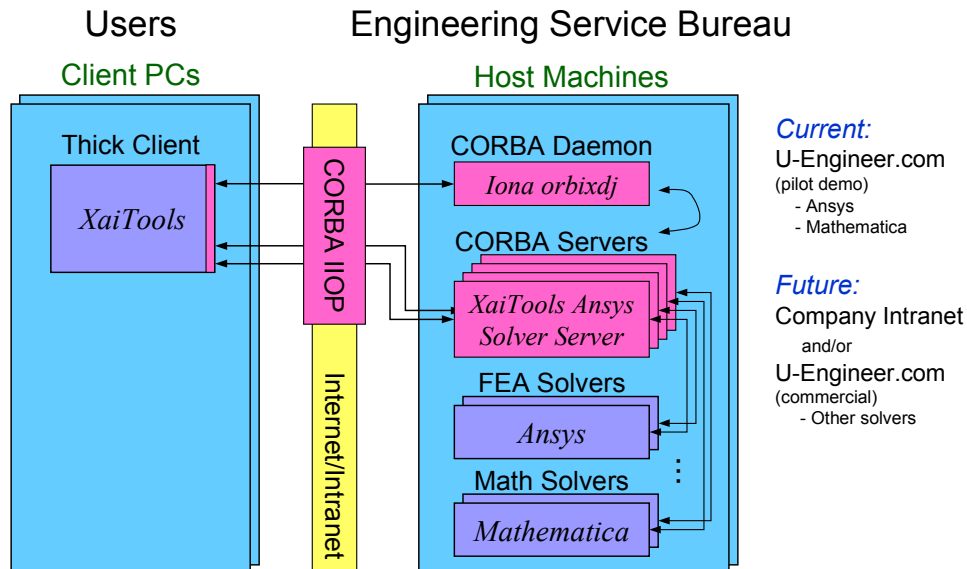 Users
Engineering Service Bureau
Client PCs
Host Machines
Thick Client
XaiTools
CORBA IIOP
Internet/Intranet
CORBA Daemon
Iona orbixdj
CORBA Servers
XaiTools Ansys
Solver Server
FEA Solvers
Ansys
Math Solvers
Mathematica
Current:
U-Engineer.com
(pilot demo)
- Ansys
- Mathematica
Future:
Company Intranet
and/or
U-Engineer.com
(commercial)
- Other solvers